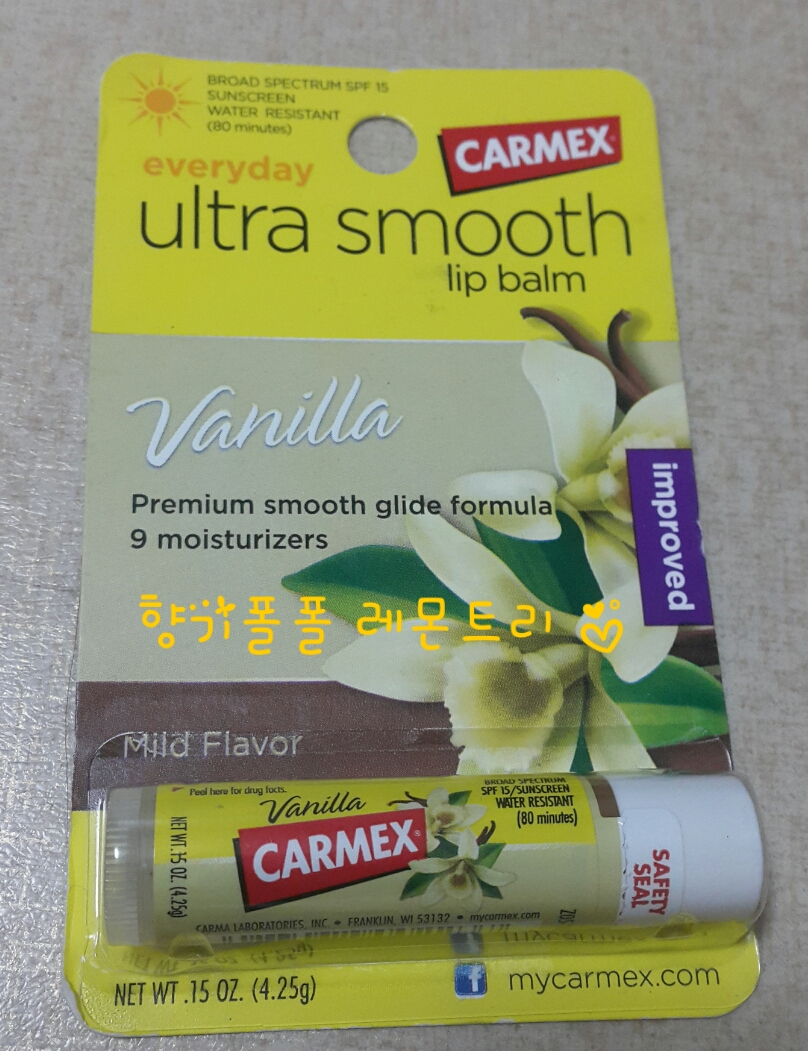 BROAD SPECTRUM SPF 15
SUNSCREEN
WATER RESISTANT
(80 minutes)
CARMEX
everyday
ultra smooth
lip balm
Vanilla
Premium smooth glide formula
9 moisturizers
improved
향기폴폴 레몬트리
Mild Flavor
Peel here for drug facts.
Vanilla
BROAD SPECTRUM
SPF 15/SUNSCREEN
WATER RESISTANT
(80 minutes)
NET WT .15 OZ. (4.25g)
CARMEX®
SAFETY
SEAL
CARMA LABORATORIES, INC. • FRANKLIN, WI 53132 • mycarmex.com
NET WT .15 OZ. (4.25g)
f mycarmex.com